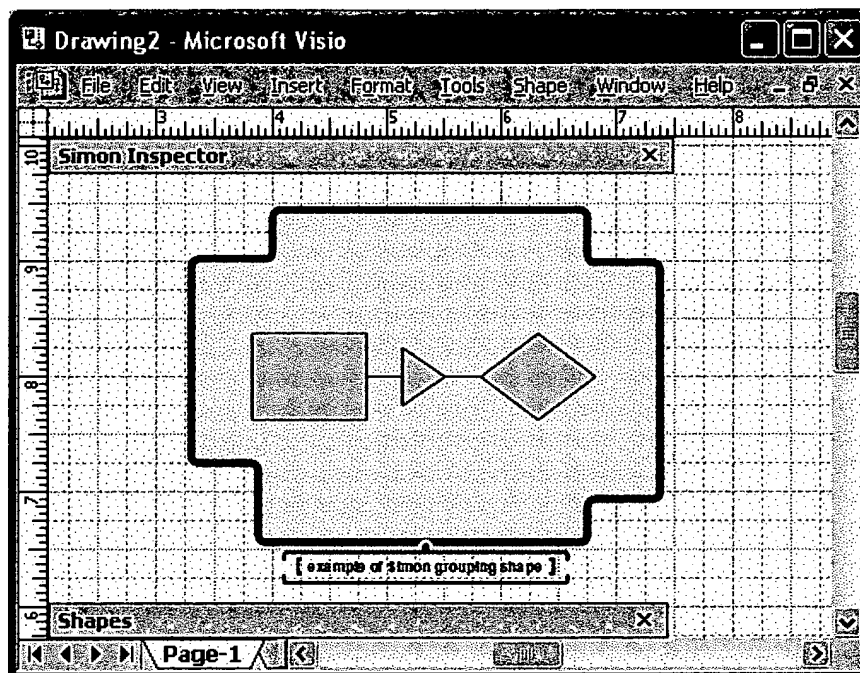 Drawing2 - Microsoft Visio
File Edit View Insert Format Tools Shape Window Help
3 4 5 6 7 8
10
Simon Inspector
9
8
7
[ example of Simon grouping shape ]
6
Shapes
Page-1